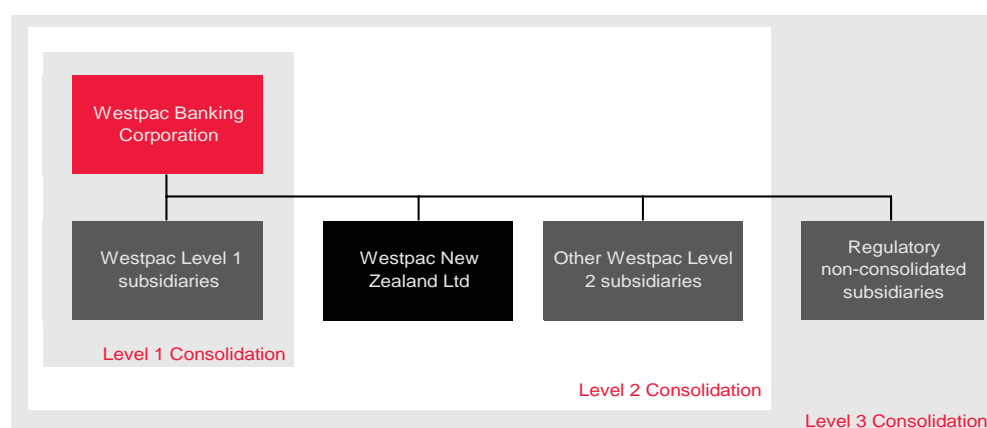 Westpac Banking
Corporation
Westpac Level 1
subsidiaries
Westpac New
Zealand Ltd
Other Westpac Level
2 subsidiaries
Regulatory
non-consolidated
subsidiaries
Level 1 Consolidation
Level 2 Consolidation
Level 3 Consolidation